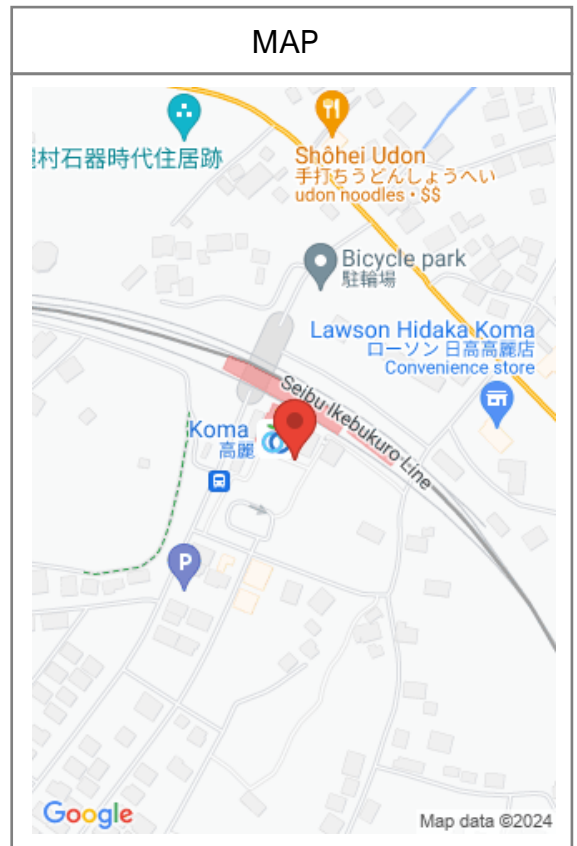 MAP
村石器時代住居跡
Shôhei Udon
手打ちうどんしょうへい
udon noodles・$$
Bicycle park
駐輪場
Lawson Hidaka Koma
ローソン 日高高麗店
Convenience store
Seibu Ikebukuro Line
Koma
高麗
P
Google
Map data ©2024